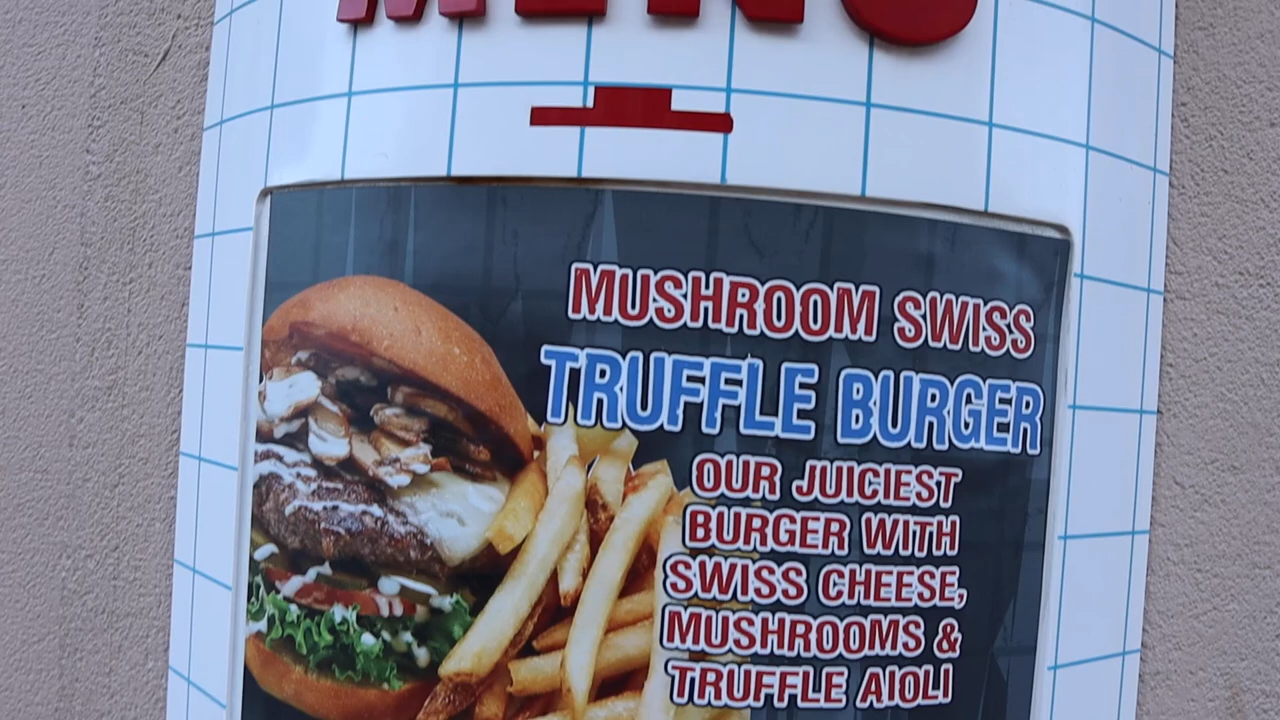 MENU
MUSHROOM SWISS
TRUFFLE BURGER
OUR JUICIEST
BURGER WITH
SWISS CHEESE,
MUSHROOMS &
TRUFFLE AIOLI